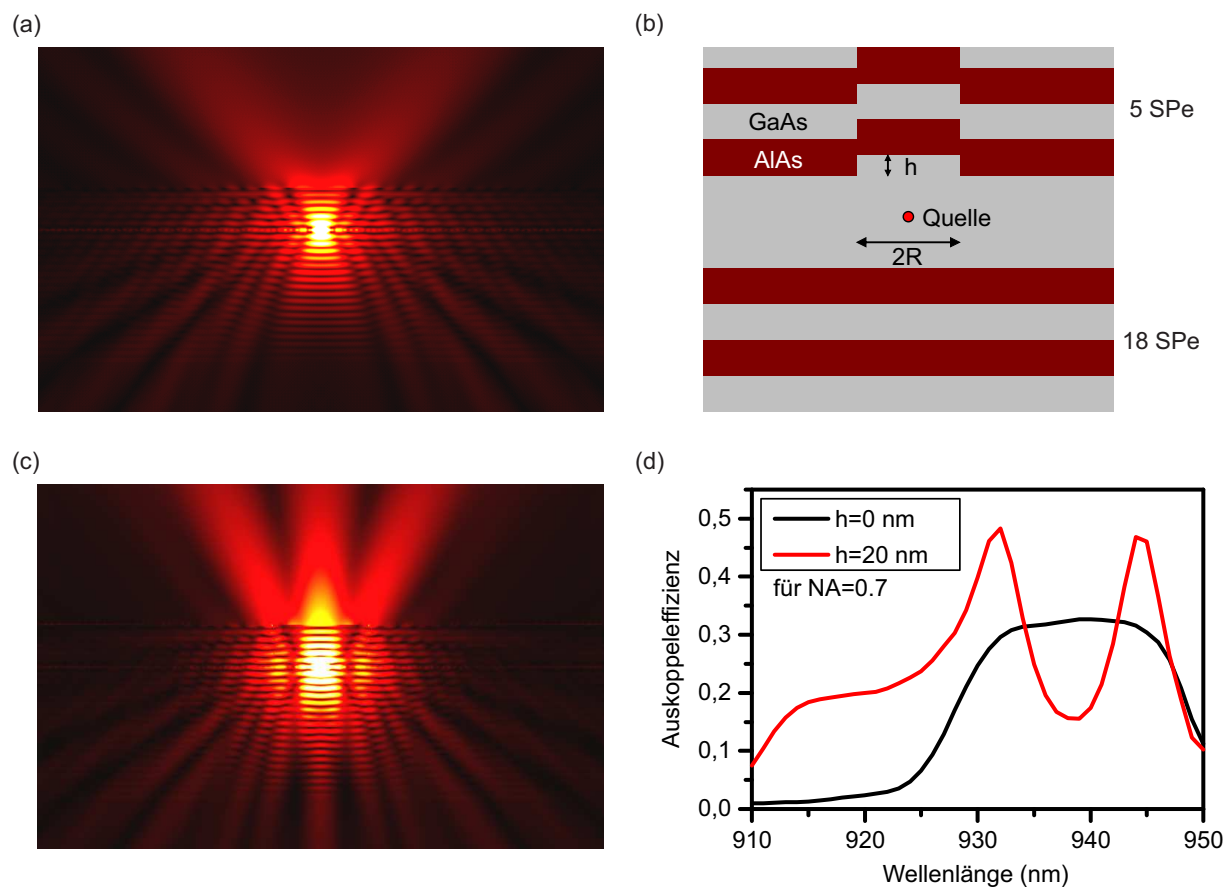 (a)
(b)
GaAs
AlAs
h
Quelle
2R
5 SPe
18 SPe
(c)
(d)
Auskoppeleffizienz
0,5
0,4
0,3
0,2
0,1
0,0
h=0 nm
h=20 nm
für NA=0.7
910
920
930
940
950
Wellenlänge (nm)